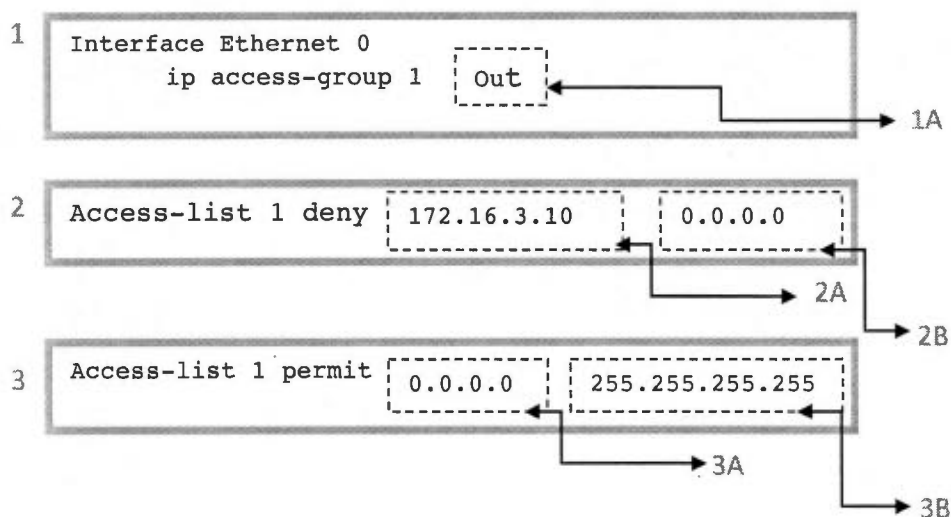 1
Interface Ethernet 0
ip access-group 1 Out
1A
2
Access-list 1 deny 172.16.3.10 0.0.0.0
2A
2B
3
Access-list 1 permit 0.0.0.0 255.255.255.255
3A
3B